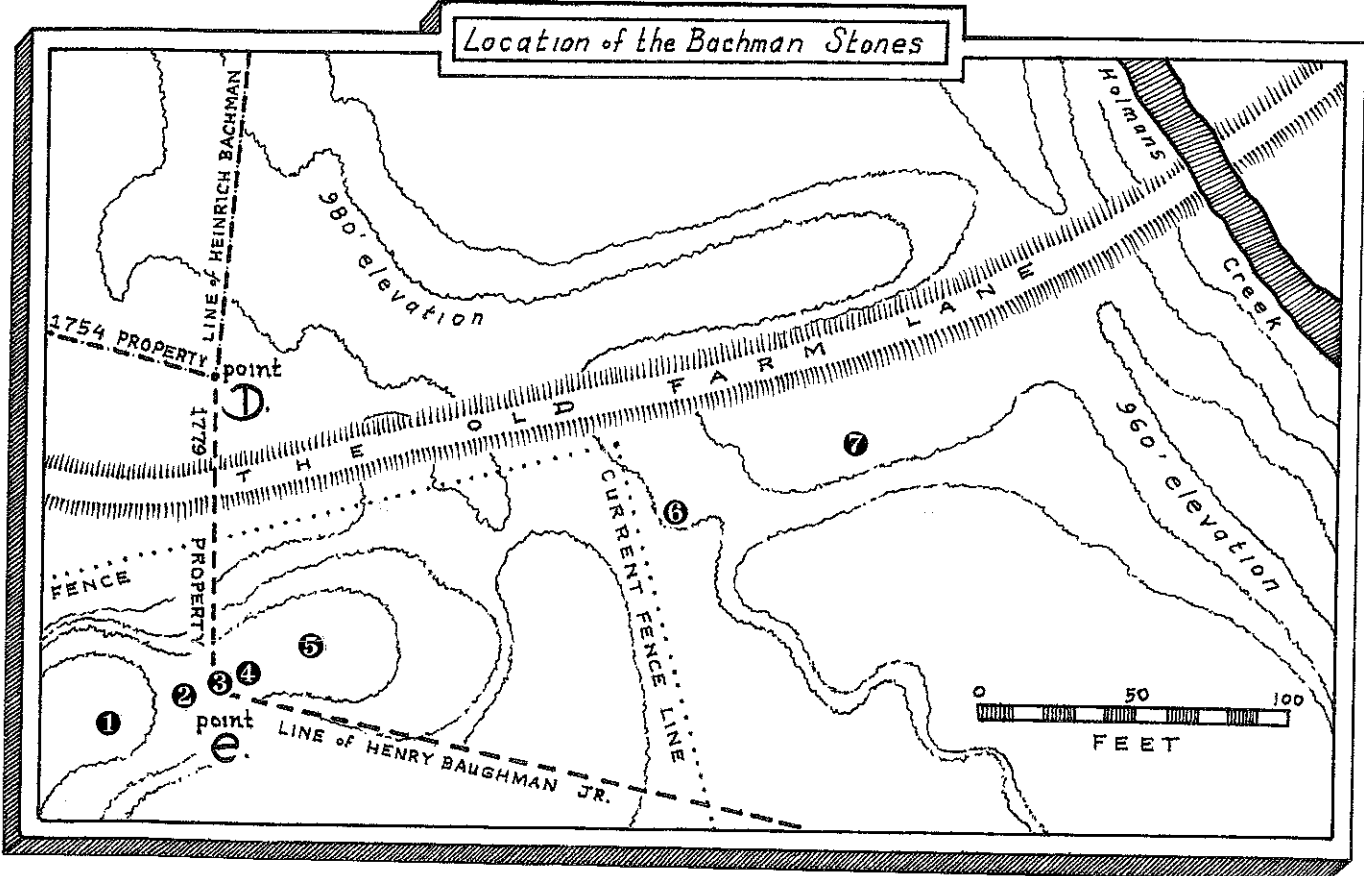 Location of the Bachman Stones
Holmans
Creek
LINE of HEINRICH BACHMAN
980' elevation
1754 PROPERTY
point
D.
THE OLD FARM LANE
1779
PROPERTY
FENCE
CURRENT FENCE LINE
960' elevation
7
6
5
4
3
2
1
point
e.
LINE of HENRY BAUGHMAN JR.
0 50 100
FEET